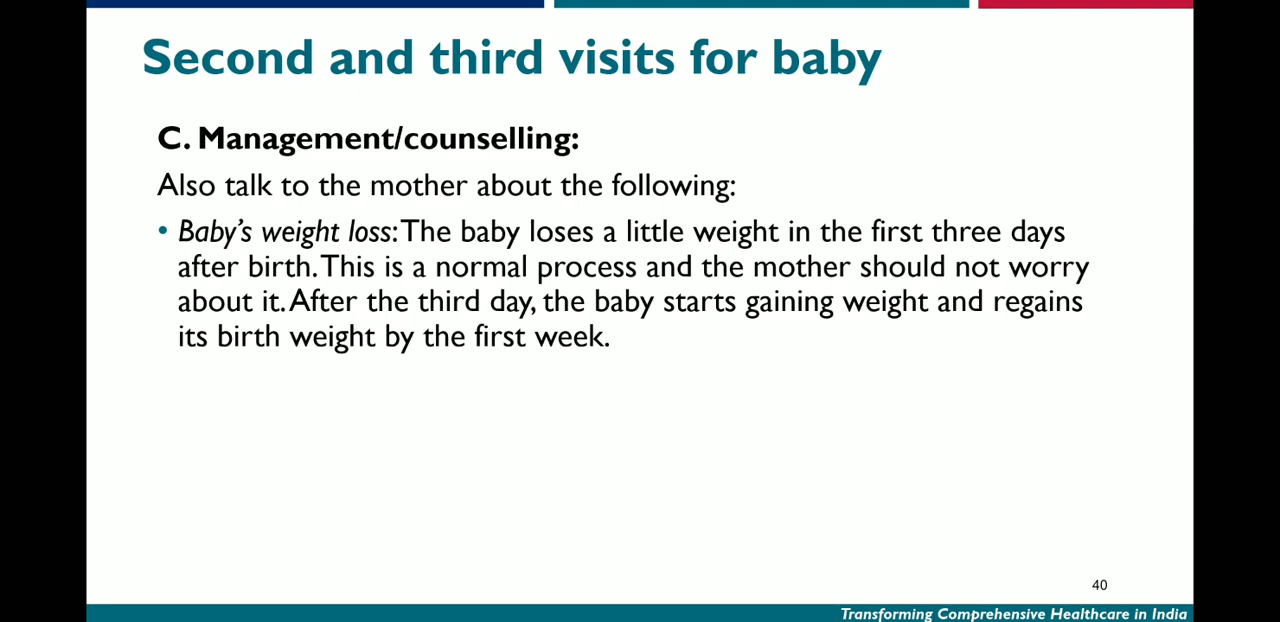 Second and third visits for baby
C. Management/counselling:
Also talk to the mother about the following:
• Baby's weight loss: The baby loses a little weight in the first three days
after birth. This is a normal process and the mother should not worry
about it. After the third day, the baby starts gaining weight and regains
its birth weight by the first week.
40
Transforming Comprehensive Healthcare in India